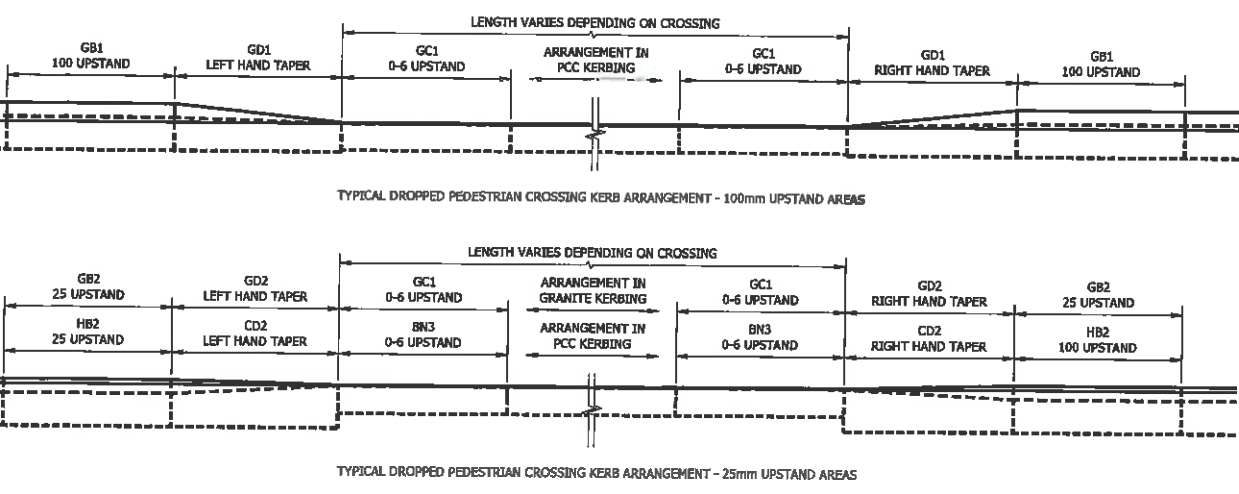 LENGTH VARIES DEPENDING ON CROSSING
GB1
100 UPSTAND
GD1
LEFT HAND TAPER
GC1
0-6 UPSTAND
ARRANGEMENT IN
PCC KERBING
GC1
0-6 UPSTAND
GD1
RIGHT HAND TAPER
GB1
100 UPSTAND
TYPICAL DROPPED PEDESTRIAN CROSSING KERB ARRANGEMENT - 100mm UPSTAND AREAS
LENGTH VARIES DEPENDING ON CROSSING
GB2
25 UPSTAND
GD2
LEFT HAND TAPER
GC1
0-6 UPSTAND
ARRANGEMENT IN
GRANITE KERBING
GC1
0-6 UPSTAND
GD2
RIGHT HAND TAPER
GB2
25 UPSTAND
HB2
25 UPSTAND
CD2
LEFT HAND TAPER
BN3
0-6 UPSTAND
ARRANGEMENT IN
PCC KERBING
BN3
0-6 UPSTAND
CD2
RIGHT HAND TAPER
HB2
100 UPSTAND
TYPICAL DROPPED PEDESTRIAN CROSSING KERB ARRANGEMENT - 25mm UPSTAND AREAS